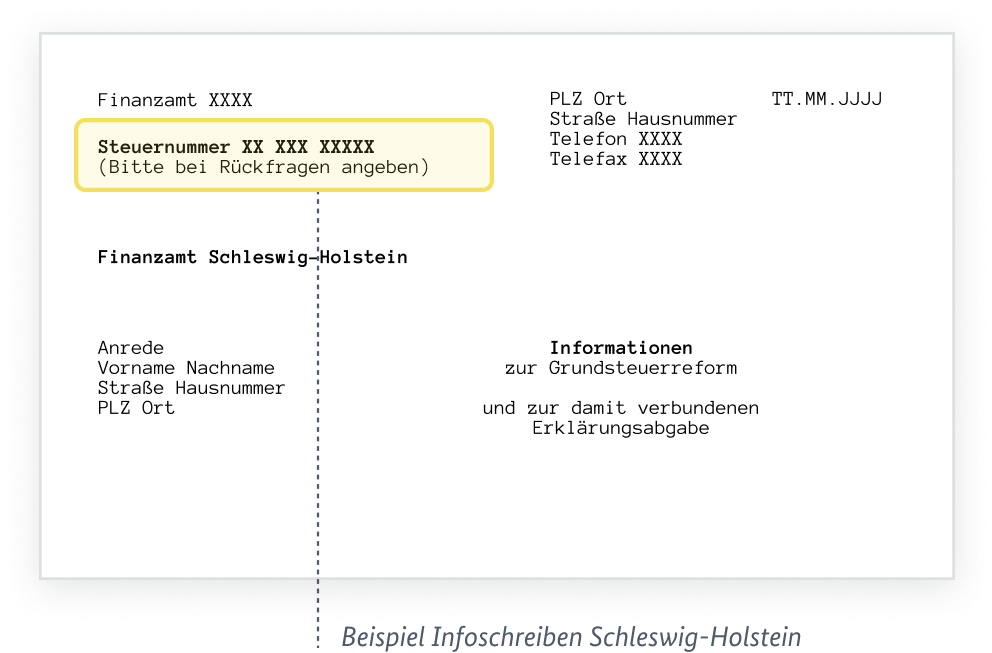 Finanzamt XXXX
Steuernummer XX XXX XXXXX
(Bitte bei Rückfragen angeben)
PLZ Ort TT.MM.JJJJ
Straße Hausnummer
Telefon XXXX
Telefax XXXX
Finanzamt Schleswig-Holstein
Anrede
Vorname Nachname
Straße Hausnummer
PLZ Ort
Informationen
zur Grundsteuerreform
und zur damit verbundenen
Erklärungsabgabe
Beispiel Infoschreiben Schleswig-Holstein